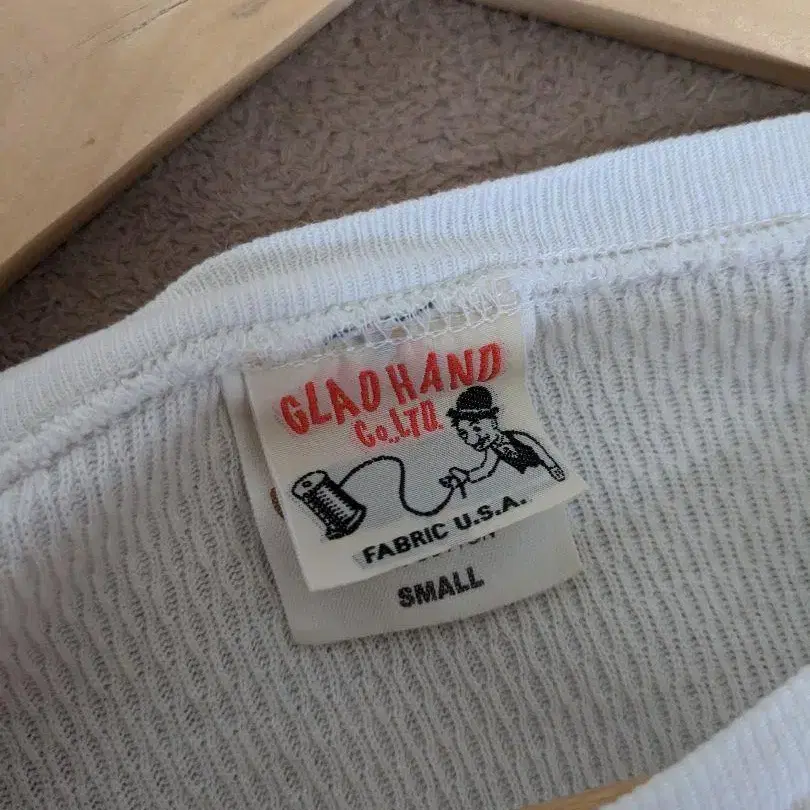 GLAD HAND
Co.,LTD.
FABRIC U.S.A.
SMALL